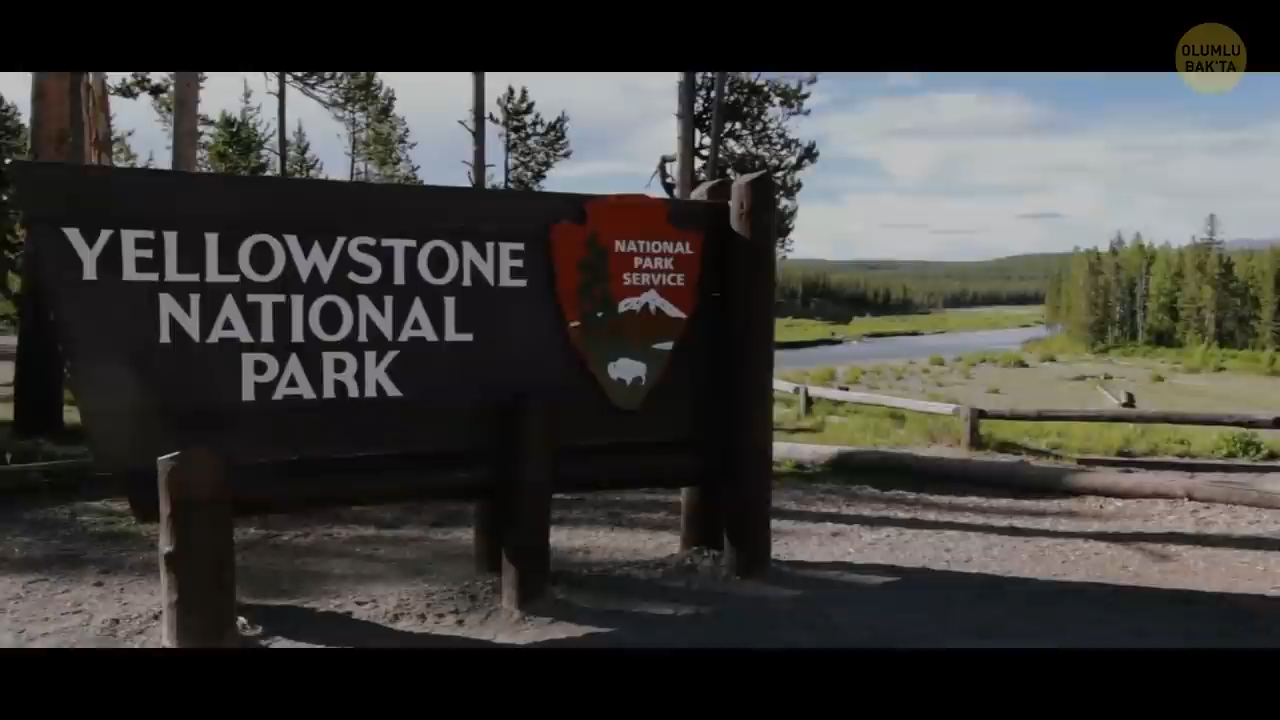 OLUMLU
BAK'TA
YELLOWSTONE
NATIONAL
PARK
NATIONAL
PARK
SERVICE